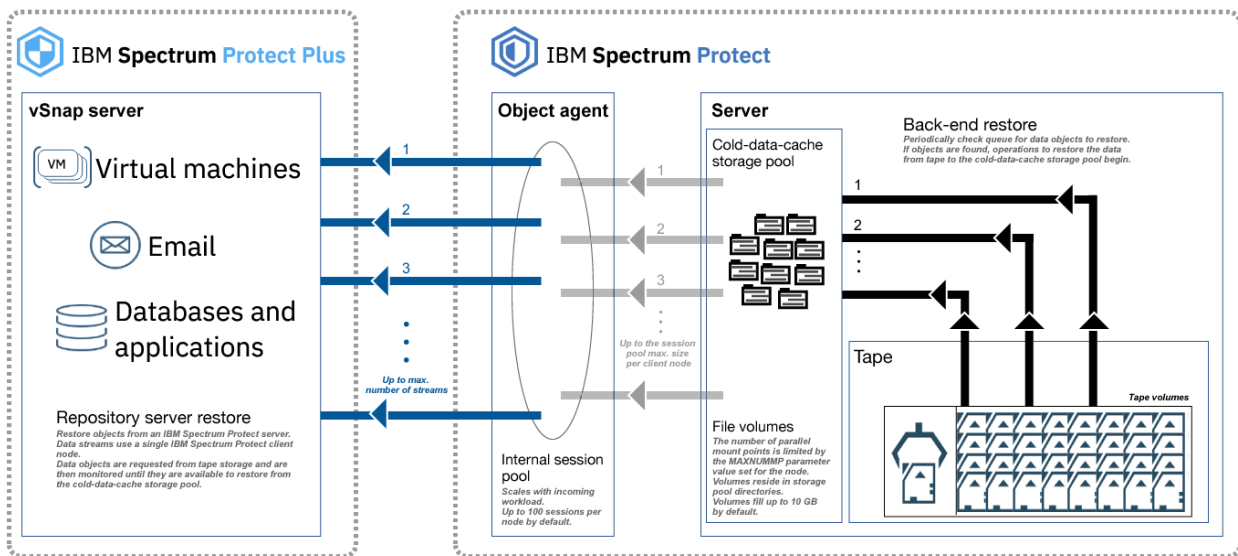 IBM Spectrum Protect Plus
vSnap server
VM
Virtual machines
Email
Databases and
applications
Repository server restore
Restore objects from an IBM Spectrum Protect server.
Data streams use a single IBM Spectrum Protect client
node.
Data objects are requested from tape storage and are
then monitored until they are available to restore from
the cold-data-cache storage pool.
1
2
3
Up to max.
number of streams
IBM Spectrum Protect
Object agent
Internal session
pool
Scales with incoming
workload.
Up to 100 sessions per
node by default.
1
2
3
Up to the session
pool max. size
per client node
Server
Cold-data-cache
storage pool
File volumes
The number of parallel
mount points is limited by
the MAXNUMMP parameter
value set for the node.
Volumes reside in storage
pool directories.
Volumes fill up to 10 GB
by default.
Back-end restore
Periodically check queue for data objects to restore.
If objects are found, operations to restore the data
from tape to the cold-data-cache storage pool begin.
1
2
Tape
Tape volumes